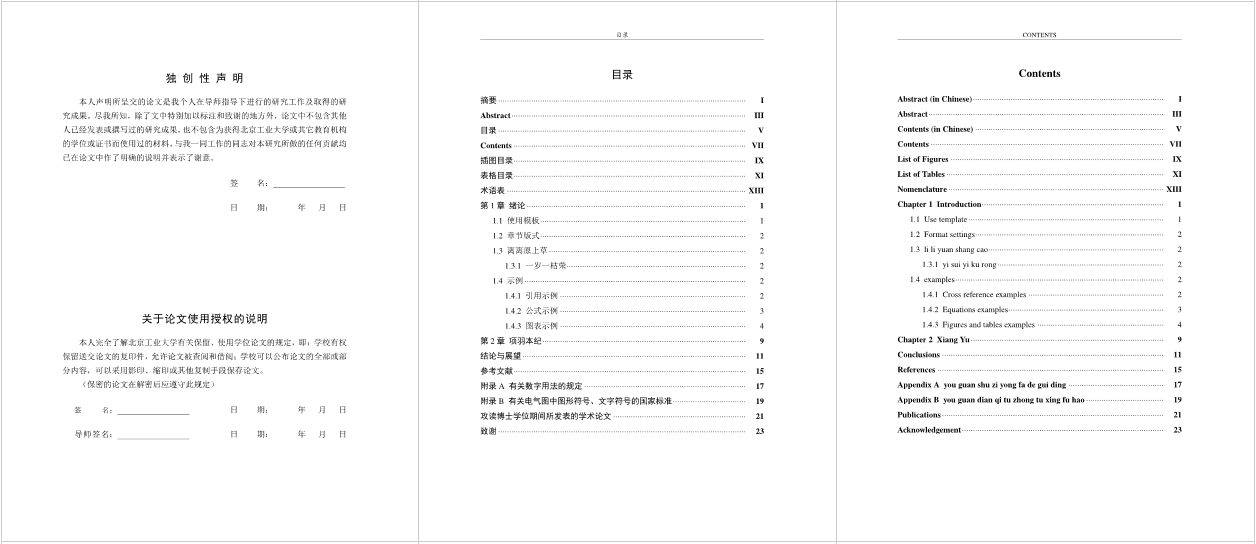 独 创 性 声 明
本人声明所呈交的论文是我个人在导师指导下进行的研究工作及取得的研
究成果。尽我所知,除了文中特别加以标注和致谢的地方外,论文中不包含其他
人已经发表或撰写过的研究成果,也不包含为获得北京工业大学或其它教育机构
的学位或证书而使用过的材料。与我一同工作的同志对本研究所做的任何贡献均
已在论文中作了明确的说明并表示了谢意。
签 名:
日 期: 年 月 日
关于论文使用授权的说明
本人完全了解北京工业大学有关保留、使用学位论文的规定,即:学校有权
保留送交论文的复印件,允许论文被查阅和借阅;学校可以公布论文的全部或部
分内容,可以采用影印、缩印或其他复制手段保存论文。
(保密的论文在解密后应遵守此规定)
签 名: 日 期: 年 月 日
导师签名: 日 期: 年 月 日
目录
目录
摘要 I
Abstract III
目录 V
Contents VII
插图目录 IX
表格目录 XI
术语表 XIII
第 1 章 绪论 1
1.1 使用模板 1
1.2 章节版式 2
1.3 离离原上草 2
1.3.1 一岁一枯荣 2
1.4 示例 2
1.4.1 引用示例 2
1.4.2 公式示例 3
1.4.3 图表示例 4
第 2 章 项羽本纪 9
结论与展望 11
参考文献 15
附录 A 有关数字用法的规定 17
附录 B 有关电气图中图形符号、文字符号的国家标准 19
攻读博士学位期间所发表的学术论文 21
致谢 23
CONTENTS
Contents
Abstract (in Chinese) I
Abstract III
Contents (in Chinese) V
Contents VII
List of Figures IX
List of Tables XI
Nomenclature XIII
Chapter 1 Introduction 1
1.1 Use template 1
1.2 Format settings 2
1.3 li li yuan shang cao 2
1.3.1 yi sui yi ku rong 2
1.4 examples 2
1.4.1 Cross reference examples 2
1.4.2 Equations examples 3
1.4.3 Figures and tables examples 4
Chapter 2 Xiang Yu 9
Conclusions 11
References 15
Appendix A you guan shu zi yong fa de gui ding 17
Appendix B you guan dian qi tu zhong tu xing fu hao 19
Publications 21
Acknowledgement 23